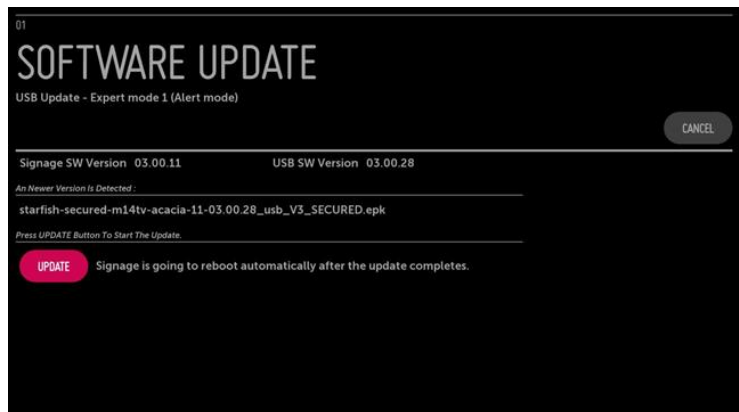 01
SOFTWARE UPDATE
USB Update - Expert mode 1 (Alert mode)
CANCEL
Signage SW Version 03.00.11 USB SW Version 03.00.28
An Newer Version Is Detected :
starfish-secured-m14tv-acacia-11-03.00.28_usb_V3_SECURED.epk
Press UPDATE Button To Start The Update.
UPDATE Signage is going to reboot automatically after the update completes.